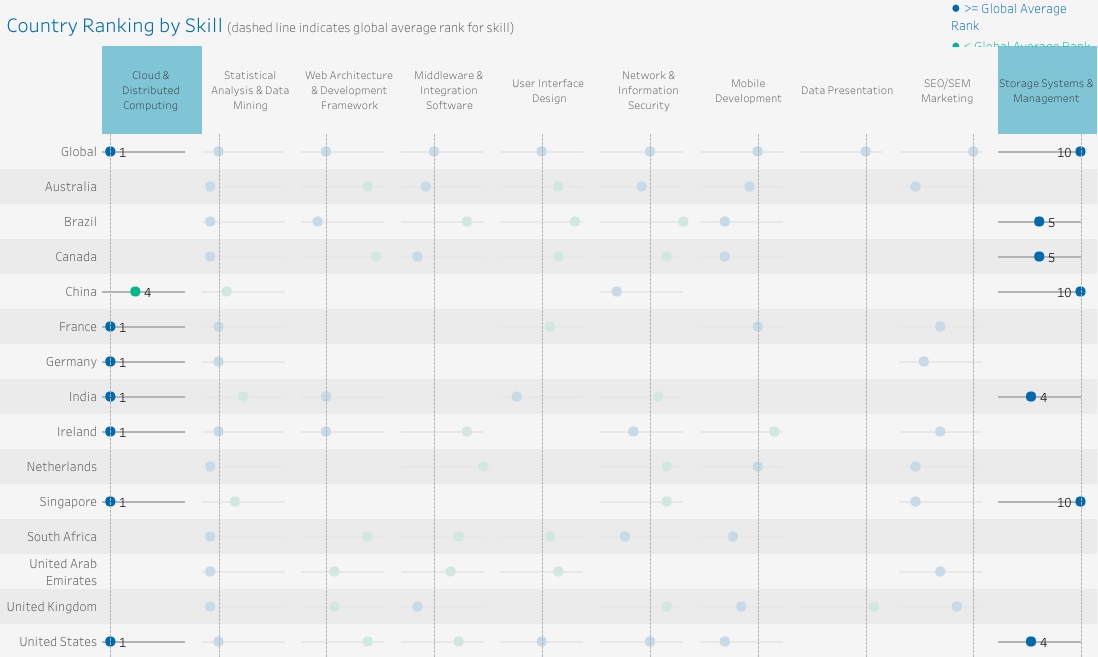 ● >= Global Average
Rank
Country Ranking by Skill (dashed line indicates global average rank for skill)
● < Global Average Rank
Cloud &
Distributed
Computing
Statistical
Analysis & Data
Mining
Web Architecture
& Development
Framework
Middleware &
Integration
Software
User Interface
Design
Network &
Information
Security
Mobile
Development
Data Presentation
SEO/SEM
Marketing
Storage Systems &
Management
Global 1 10
Australia
Brazil 5
Canada 5
China 4 10
France 1
Germany 1
India 1 4
Ireland 1
Netherlands
Singapore 1 10
South Africa
United Arab
Emirates
United Kingdom
United States 1 4